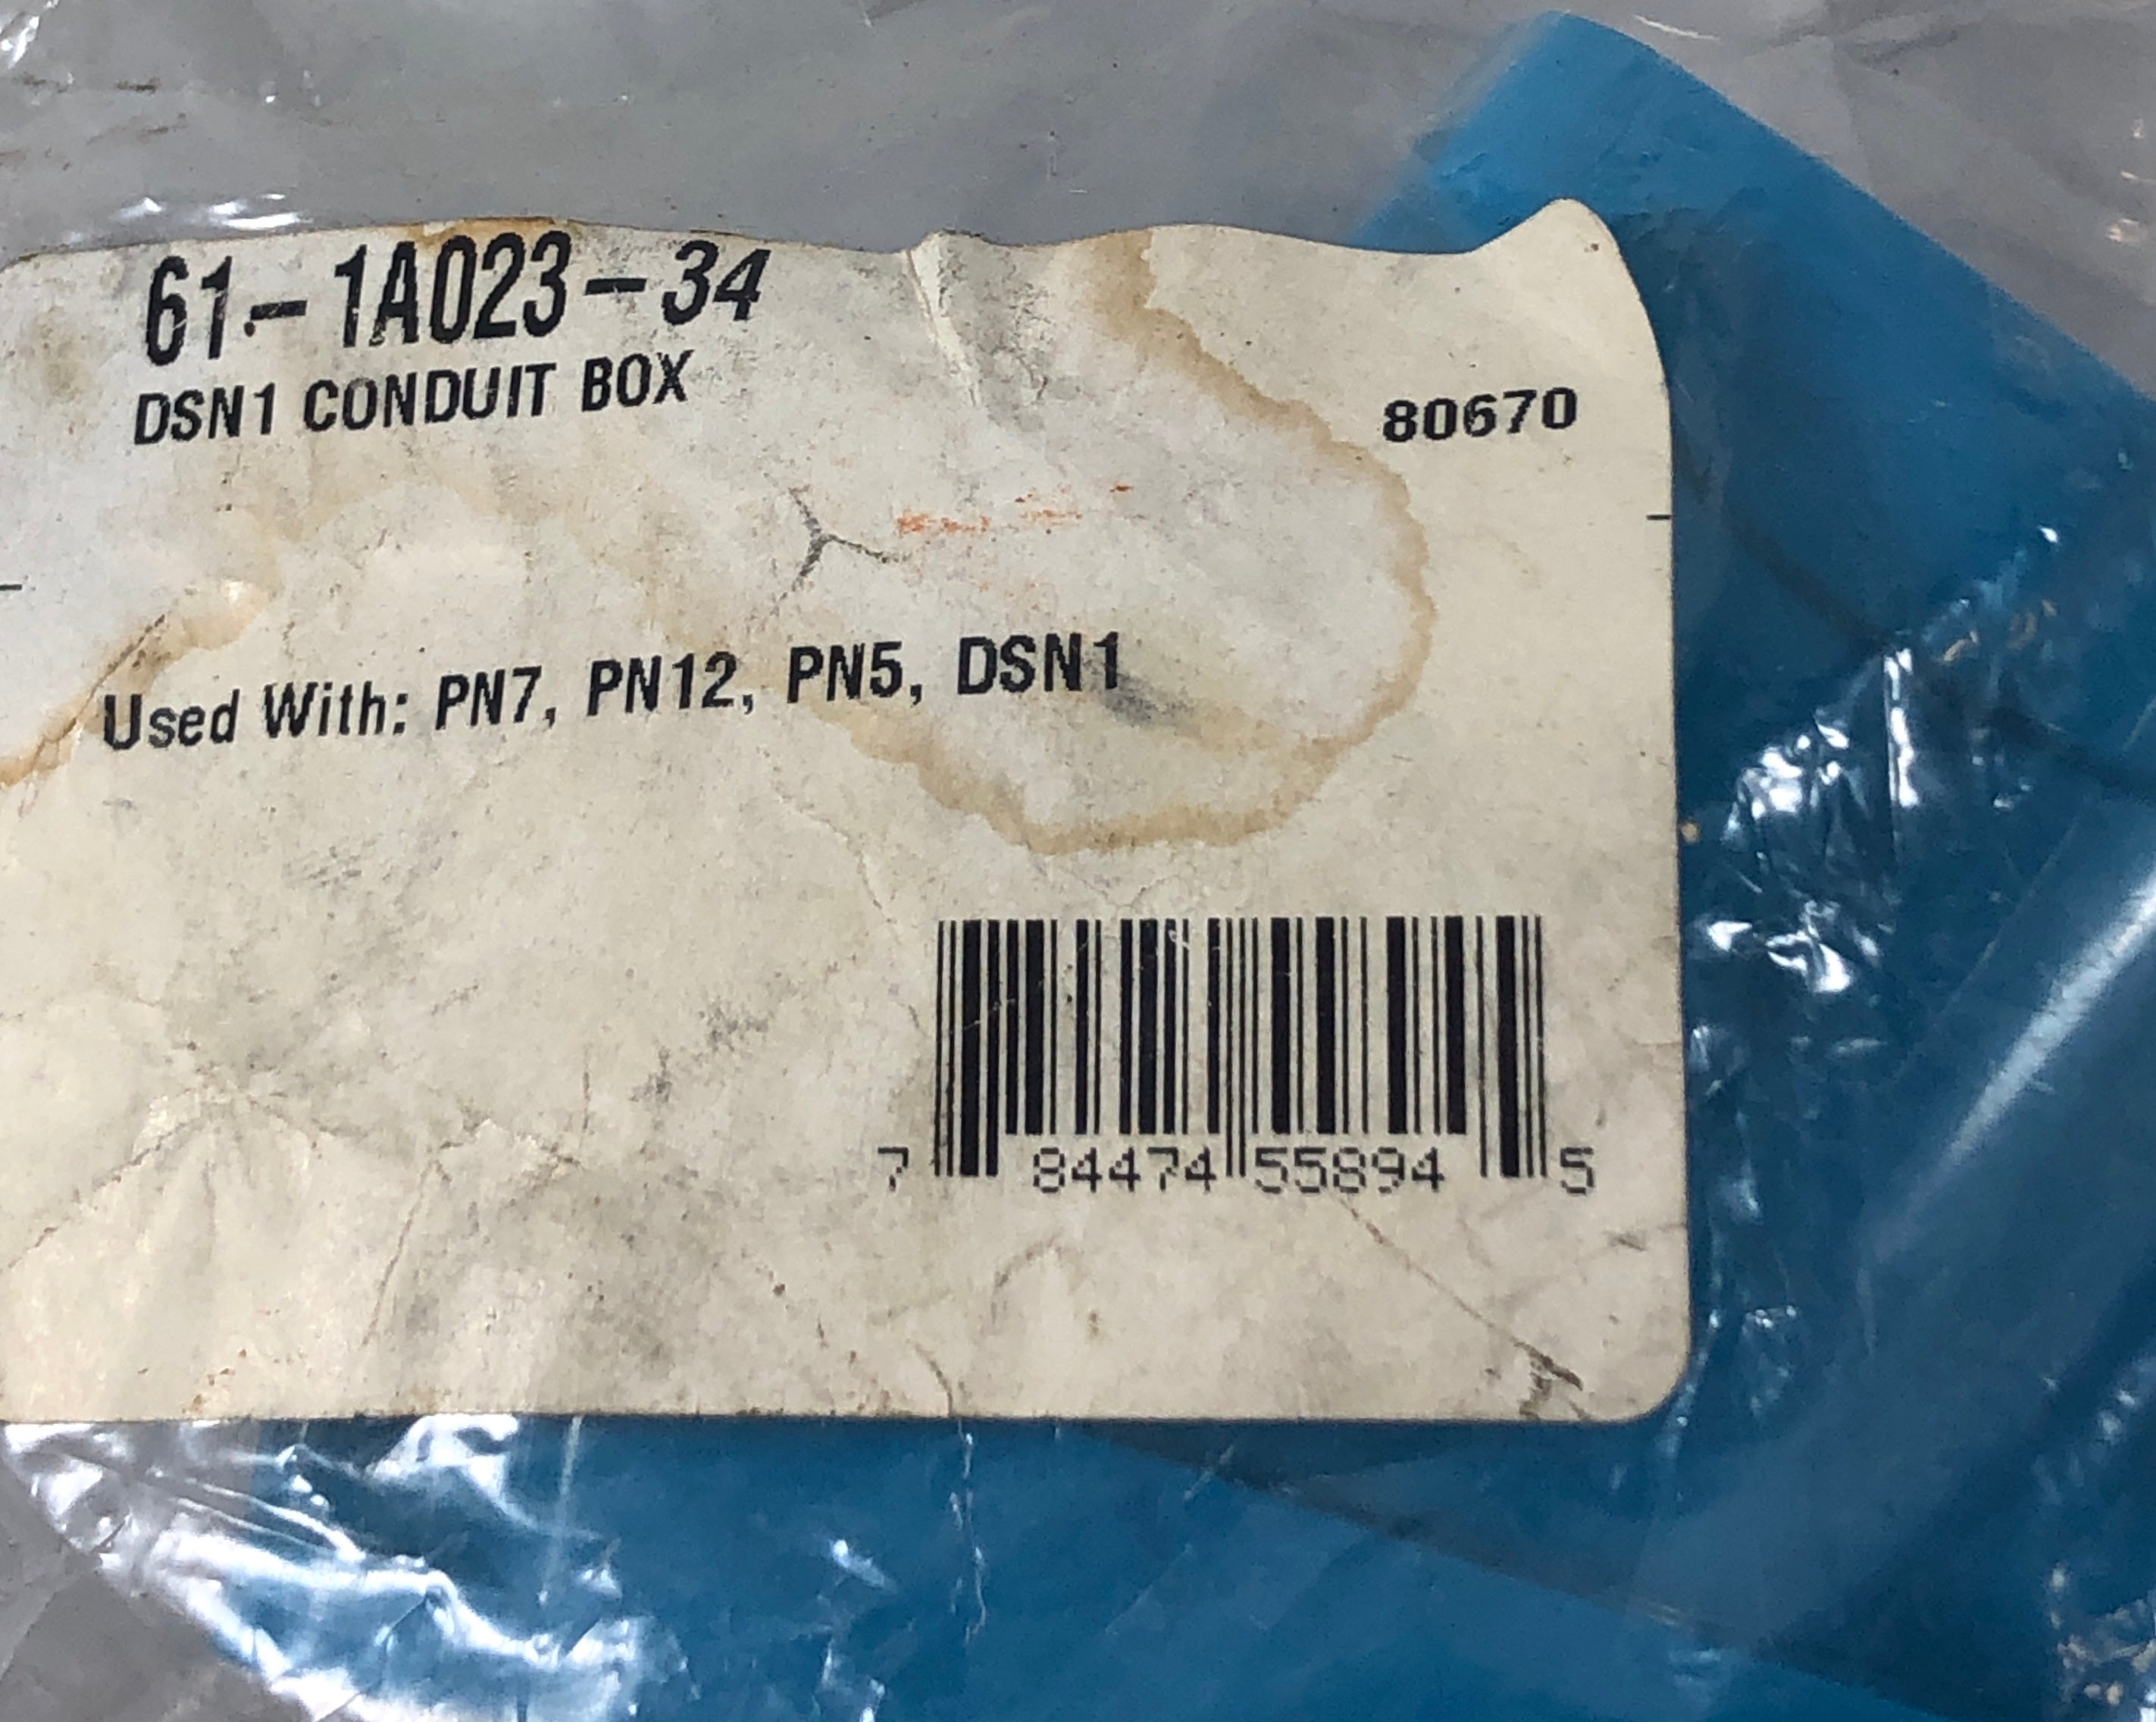 61-1A023-34
DSN1 CONDUIT BOX
80670
Used With: PN7, PN12, PN5, DSN1
7 84474 55894 5